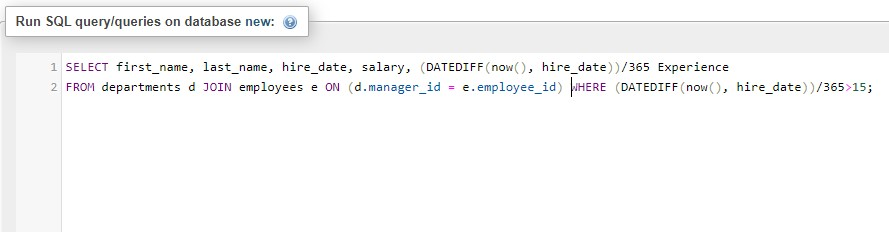 Run SQL query/queries on database new:
1 SELECT first_name, last_name, hire_date, salary, (DATEDIFF(now(), hire_date))/365 Experience
2 FROM departments d JOIN employees e ON (d.manager_id = e.employee_id) WHERE (DATEDIFF(now(), hire_date))/365>15;